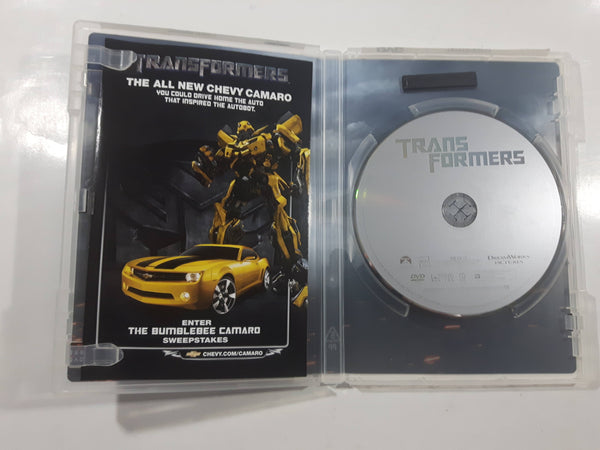 TRANSFORMERS
THE ALL NEW CHEVY CAMARO
YOU COULD DRIVE HOME THE AUTO
THAT INSPIRED THE AUTOBOT.
ENTER
THE BUMBLEBEE CAMARO
SWEEPSTAKES
CHEVY.COM/CAMARO
TRANS
FORMERS
DREAMWORKS
PICTURES
DVD